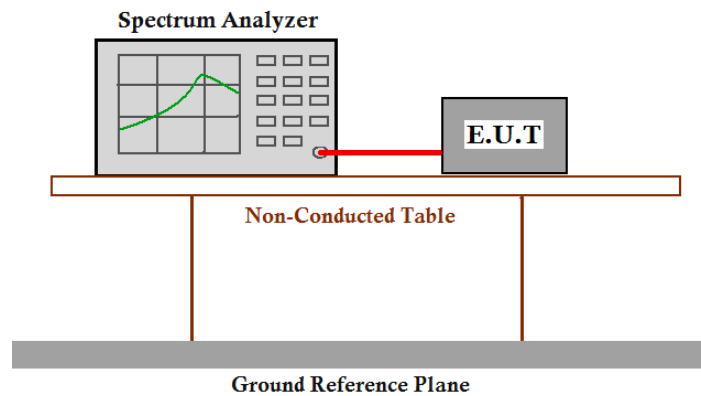 Spectrum Analyzer
E.U.T
Non-Conducted Table
Ground Reference Plane